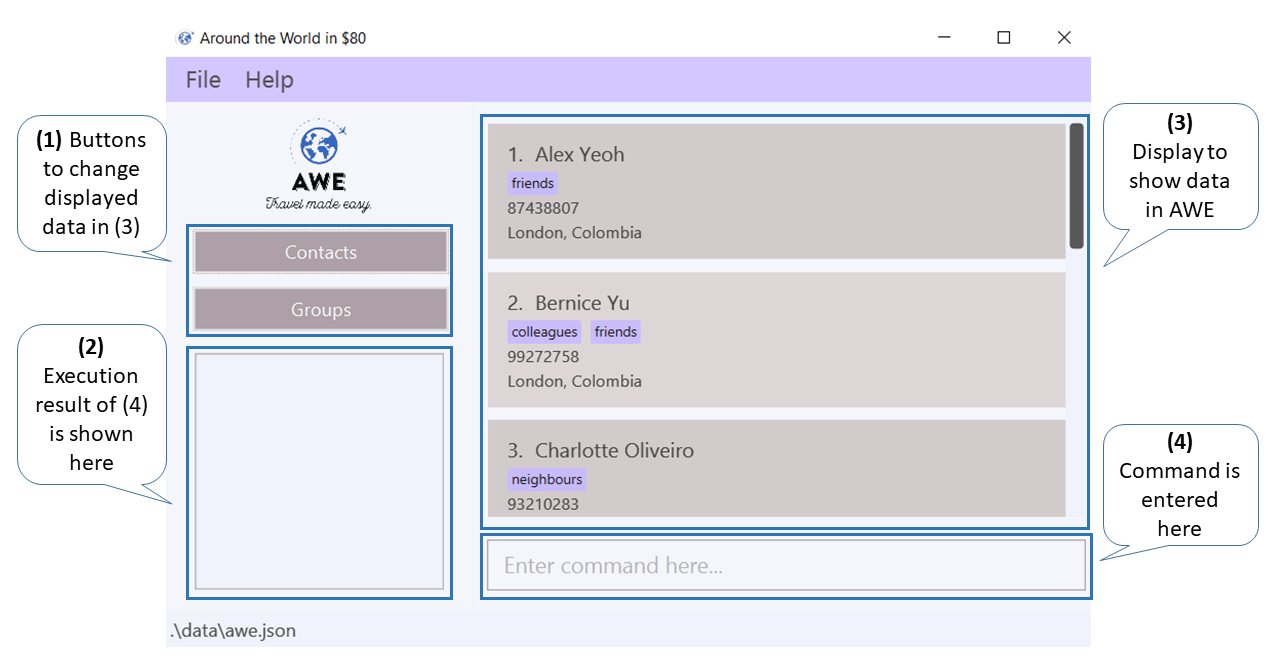 Around the World in $80
File Help
(1) Buttons
to change
displayed
data in (3)
AWE
Travel made easy.
Contacts
Groups
(2)
Execution
result of (4)
is shown
here
1. Alex Yeoh
friends
87438807
London, Colombia
2. Bernice Yu
colleagues friends
99272758
London, Colombia
3. Charlotte Oliveiro
neighbours
93210283
(3)
Display to
show data
in AWE
(4)
Command is
entered
here
Enter command here...
.\data\awe.json